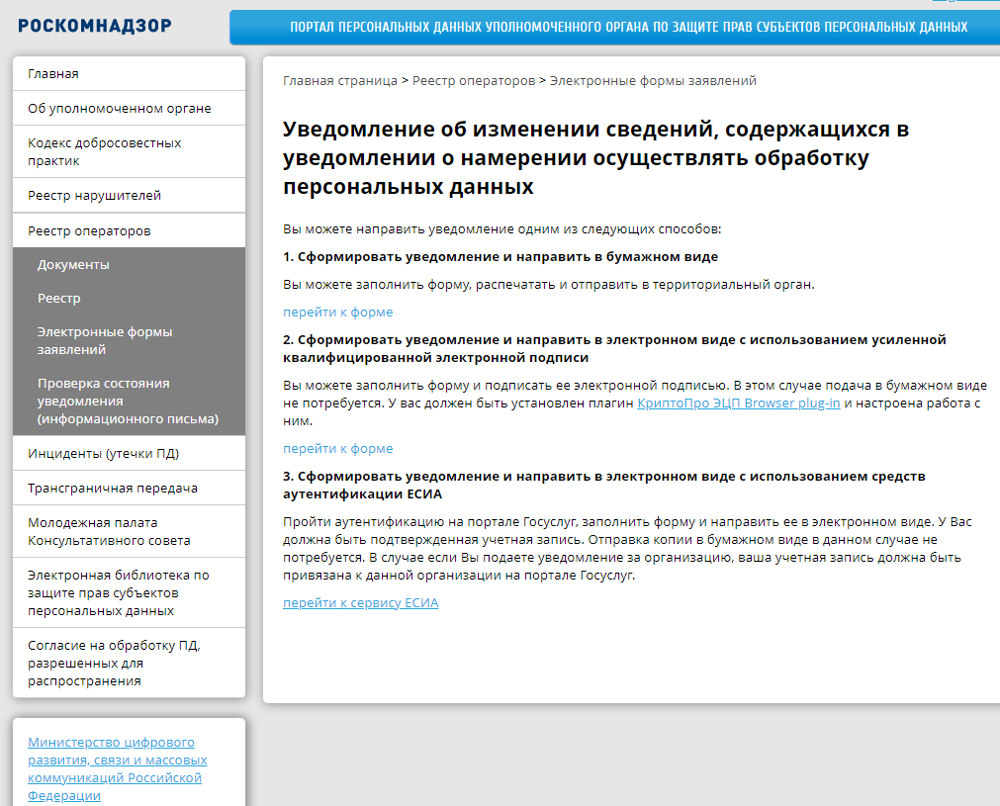 РОСКОМНАДЗОР
ПОРТАЛ ПЕРСОНАЛЬНЫХ ДАННЫХ УПОЛНОМОЧЕННОГО ОРГАНА ПО ЗАЩИТЕ ПРАВ СУБЪЕКТОВ ПЕРСОНАЛЬНЫХ ДАННЫХ
Главная
Об уполномоченном органе
Кодекс добросовестных
практик
Реестр нарушителей
Реестр операторов
Документы
Реестр
Электронные формы
заявлений
Проверка состояния
уведомления
(информационного письма)
Инциденты (утечки ПД)
Трансграничная передача
Молодежная палата
Консультативного совета
Электронная библиотека по
защите прав субъектов
персональных данных
Согласие на обработку ПД,
разрешенных для
распространения
Министерство цифрового
развития, связи и массовых
коммуникаций Российской
Федерации
Главная страница > Реестр операторов > Электронные формы заявлений
Уведомление об изменении сведений, содержащихся в
уведомлении о намерении осуществлять обработку
персональных данных
Вы можете направить уведомление одним из следующих способов:
1. Сформировать уведомление и направить в бумажном виде
Вы можете заполнить форму, распечатать и отправить в территориальный орган.
перейти к форме
2. Сформировать уведомление и направить в электронном виде с использованием усиленной
квалифицированной электронной подписи
Вы можете заполнить форму и подписать ее электронной подписью. В этом случае подача в бумажном виде
не потребуется. У вас должен быть установлен плагин КриптоПро ЭЦП Browser plug-in и настроена работа с
ним.
перейти к форме
3. Сформировать уведомление и направить в электронном виде с использованием средств
аутентификации ЕСИА
Пройти аутентификацию на портале Госуслуг, заполнить форму и направить ее в электронном виде. У Вас
должна быть подтвержденная учетная запись. Отправка копии в бумажном виде в данном случае не
потребуется. В случае если Вы подаете уведомление за организацию, ваша учетная запись должна быть
привязана к данной организации на портале Госуслуг.
перейти к сервису ЕСИА